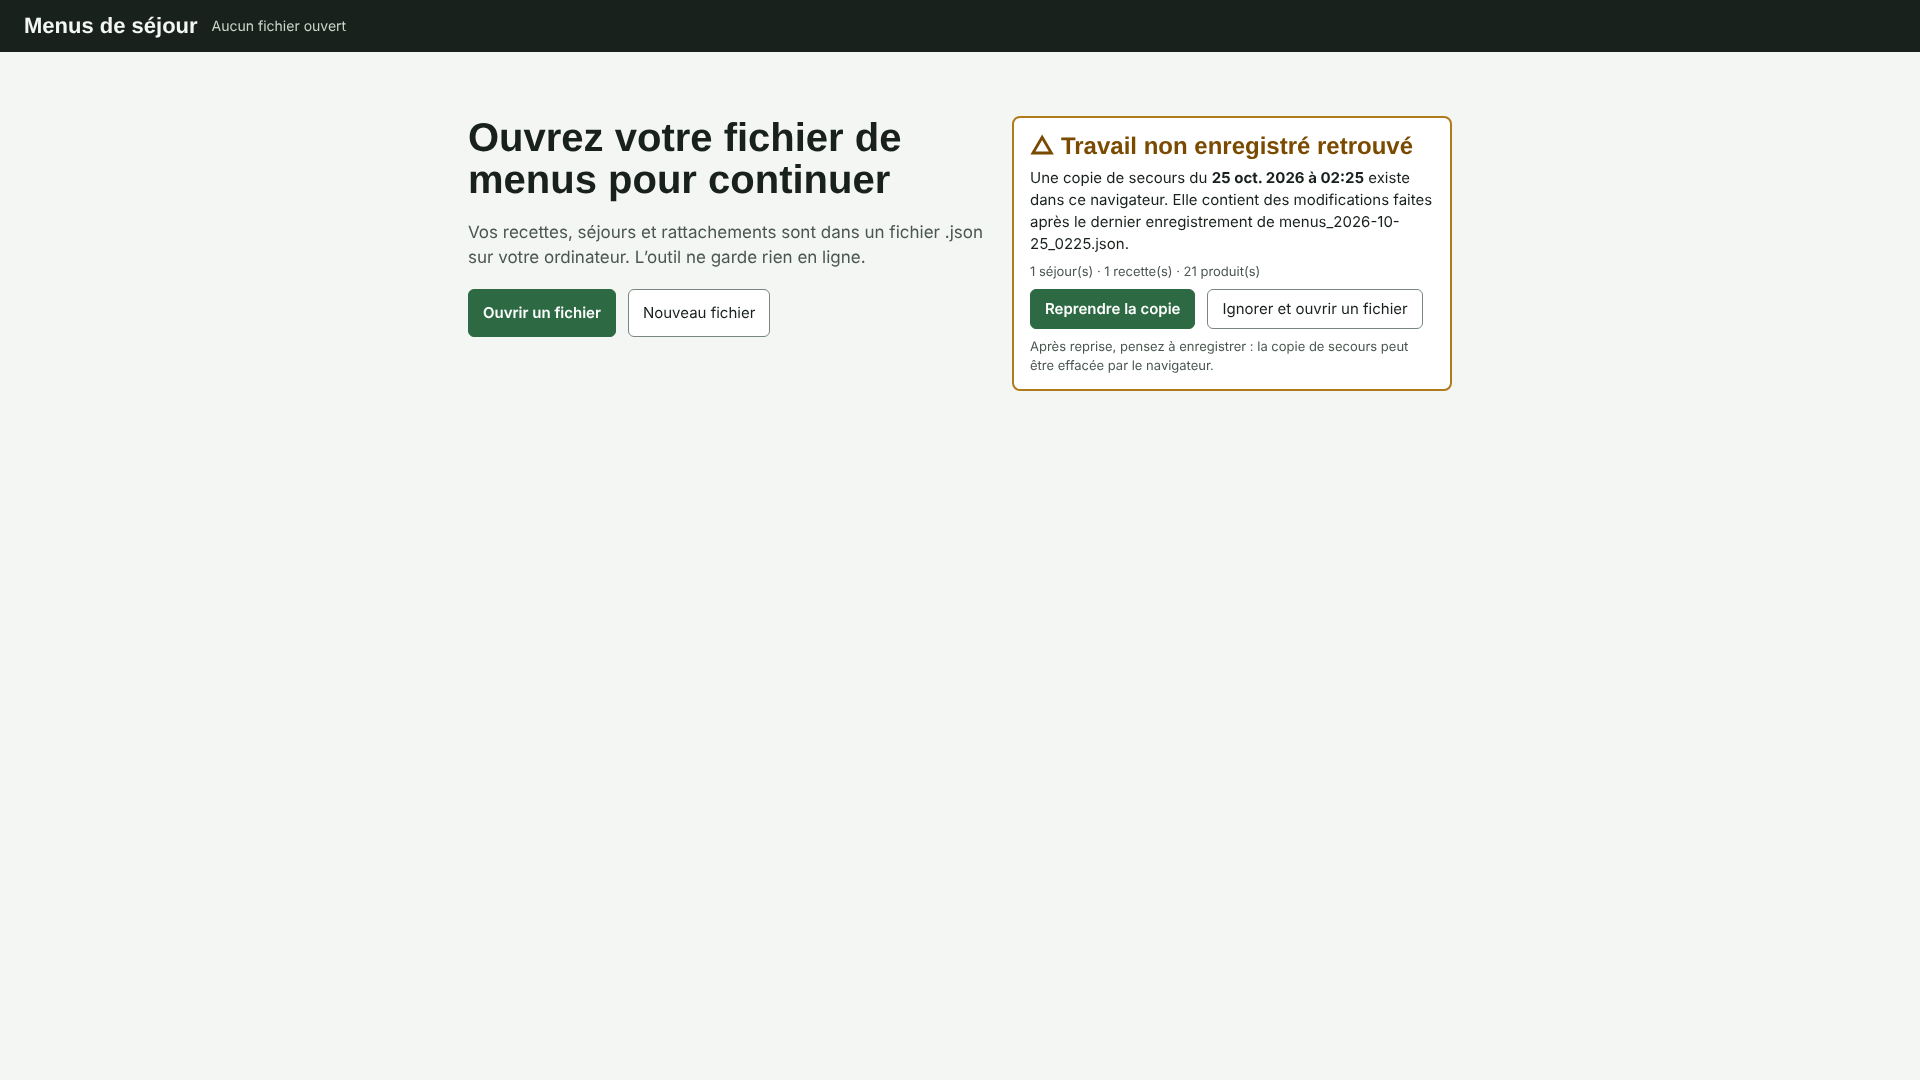 Menus de séjour
Aucun fichier ouvert
Ouvrez votre fichier de
menus pour continuer
Vos recettes, séjours et rattachements sont dans un fichier .json
sur votre ordinateur. L’outil ne garde rien en ligne.
Ouvrir un fichier
Nouveau fichier
Travail non enregistré retrouvé
Une copie de secours du 25 oct. 2026 à 02:25 existe
dans ce navigateur. Elle contient des modifications faites
après le dernier enregistrement de menus_2026-10-
25_0225.json.
1 séjour(s) · 1 recette(s) · 21 produit(s)
Reprendre la copie
Ignorer et ouvrir un fichier
Après reprise, pensez à enregistrer : la copie de secours peut
être effacée par le navigateur.